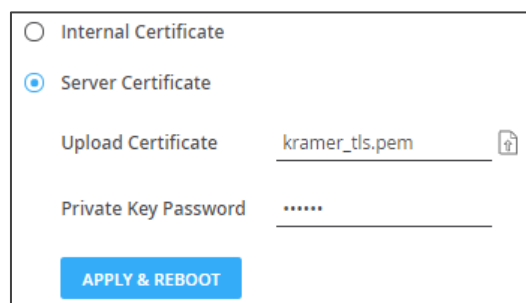 Internal Certificate
Server Certificate
Upload Certificate kramer_tls.pem
Private Key Password ••••••
APPLY & REBOOT